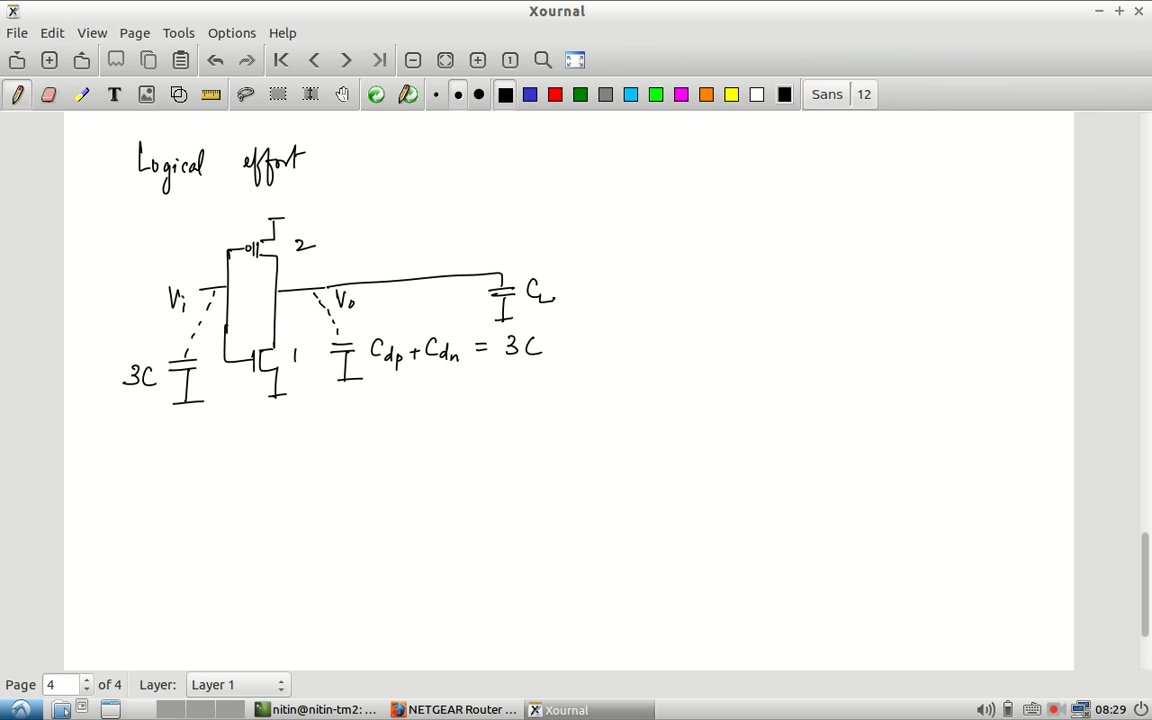 Xournal
File Edit View Page Tools Options Help
Sans 12
Logical effort
2
Vi
Vo
CL
1
Cdp + Cdn = 3C
3C
Page 4 of 4 Layer: Layer 1
nitin@nitin-tm2: ... NETGEAR Router ... Xournal 08:29